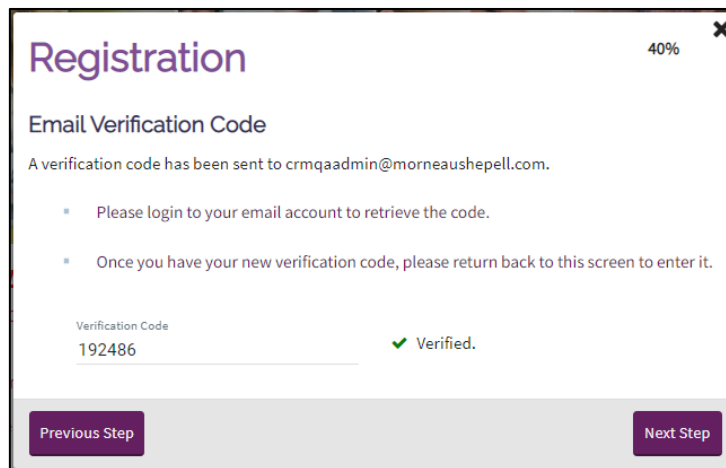 Registration
40%
Email Verification Code
A verification code has been sent to crmqaadmin@morneaushepell.com.
Please login to your email account to retrieve the code.
Once you have your new verification code, please return back to this screen to enter it.
Verification Code
192486
Verified.
Previous Step
Next Step